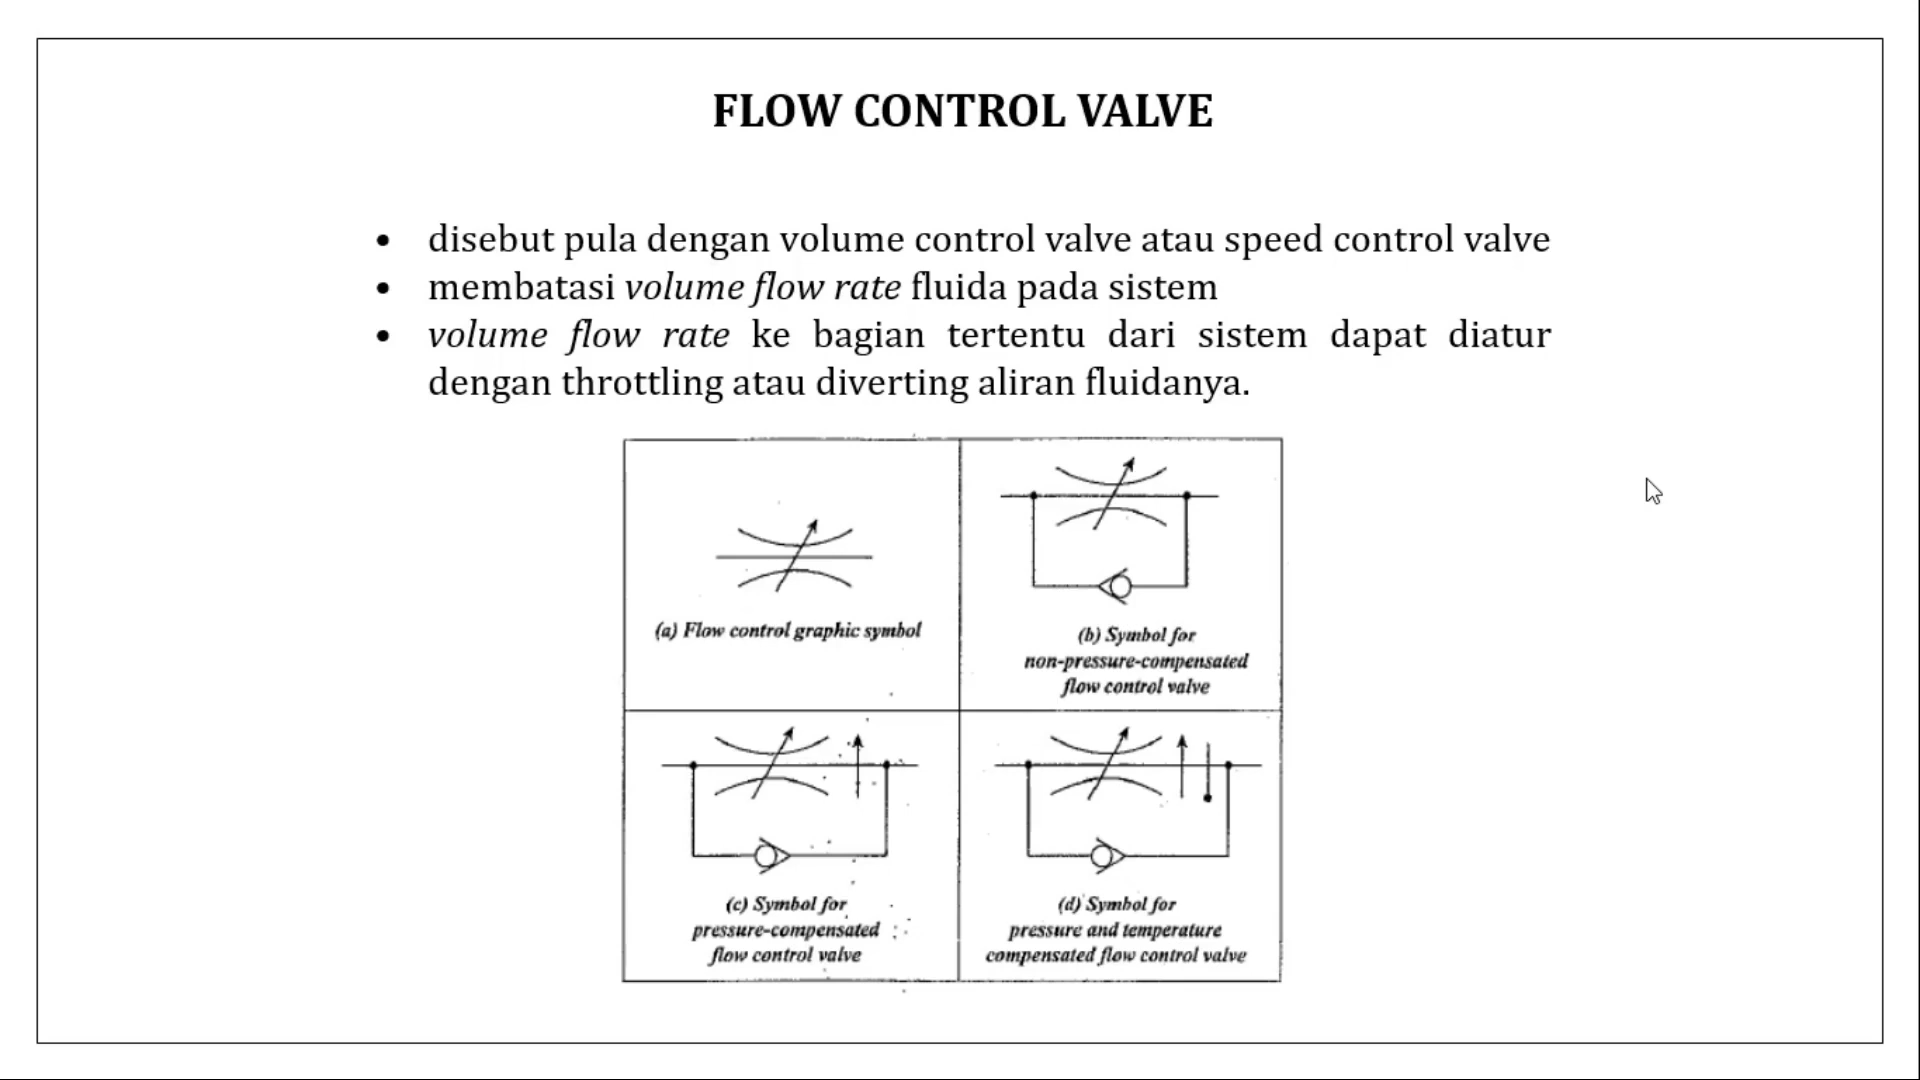 FLOW CONTROL VALVE
• disebut pula dengan volume control valve atau speed control valve
• membatasi volume flow rate fluida pada sistem
• volume flow rate ke bagian tertentu dari sistem dapat diatur
dengan throttling atau diverting aliran fluidanya.
(a) Flow control graphic symbol
(b) Symbol for
non-pressure-compensated
flow control valve
(c) Symbol for
pressure-compensated
flow control valve
(d) Symbol for
pressure and temperature
compensated flow control valve